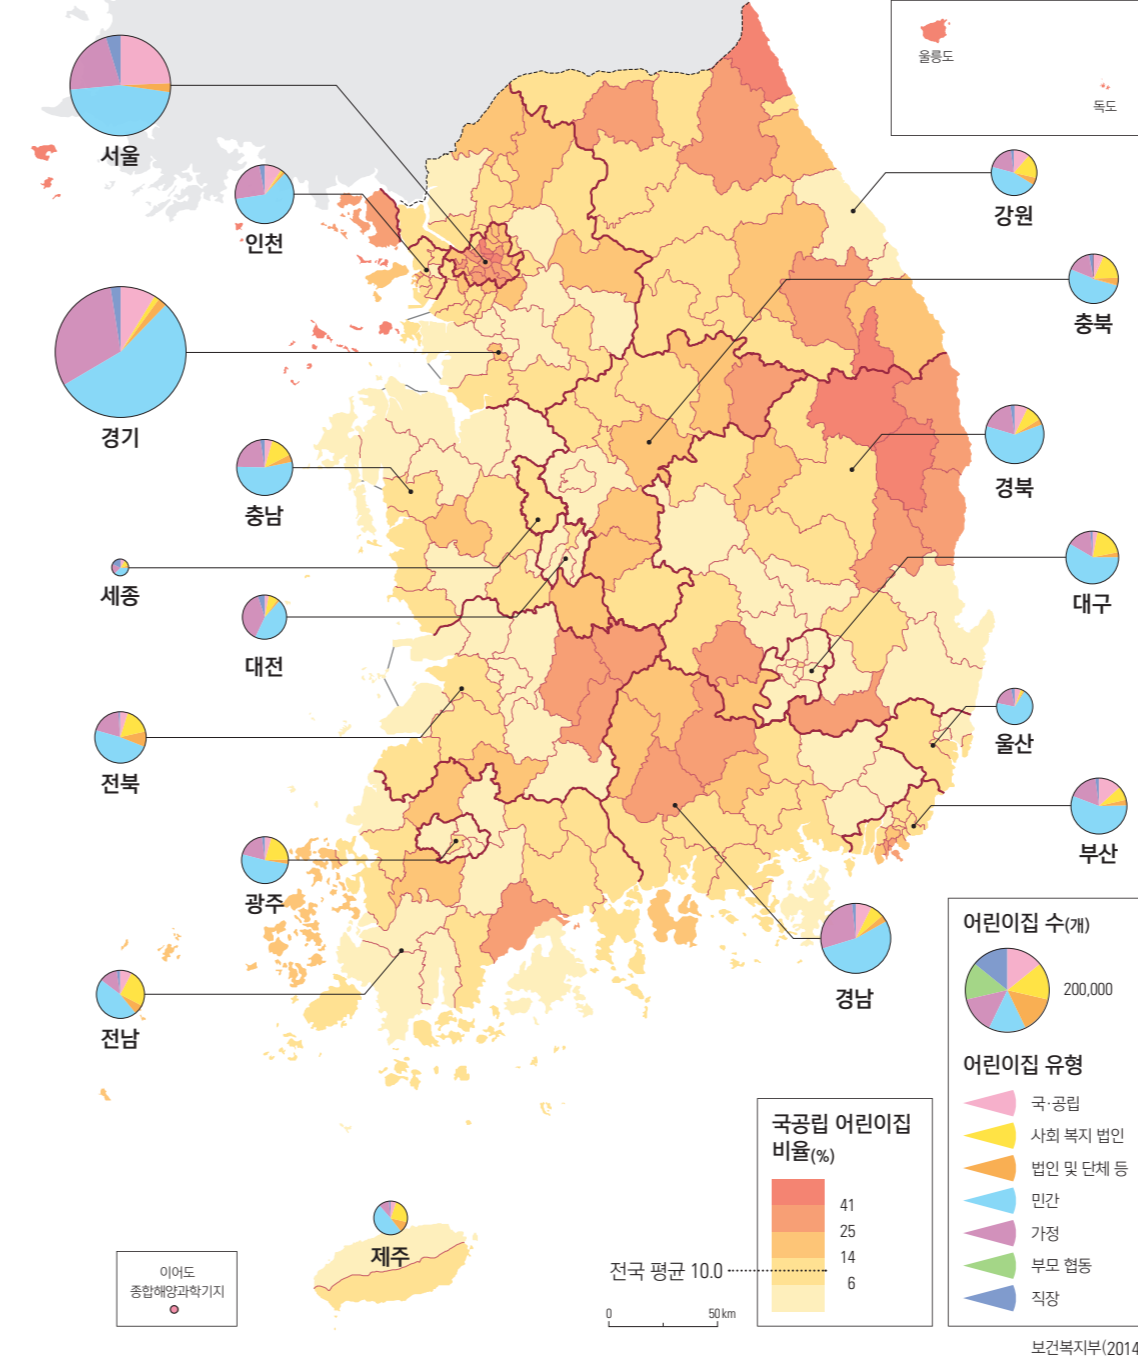 울릉도
독도
서울
인천
강원
충북
경기
경북
충남
대구
세종
대전
울산
전북
부산
광주
경남
전남
제주
이어도
종합해양과학기지
전국 평균 10.0
0 50 km
국공립 어린이집
비율(%)
41
25
14
6
어린이집 수(개)
200,000
어린이집 유형
국·공립
사회 복지 법인
법인 및 단체 등
민간
가정
부모 협동
직장
보건복지부(2014